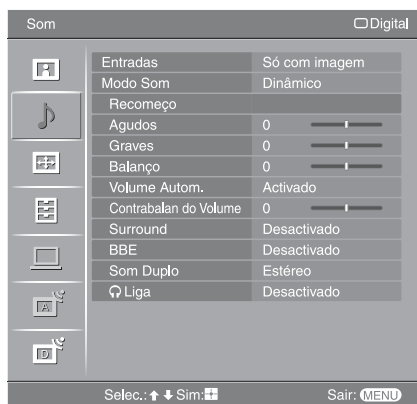 Som Digital
Entradas Só com imagem
Modo Som Dinâmico
Recomeço
Agudos 0
Graves 0
Balanço 0
Volume Autom. Activado
Contrabalan do Volume 0
Surround Desactivado
BBE Desactivado
Som Duplo Estéreo
Liga Desactivado
A
D
Selec.: Sim: Sair: MENU